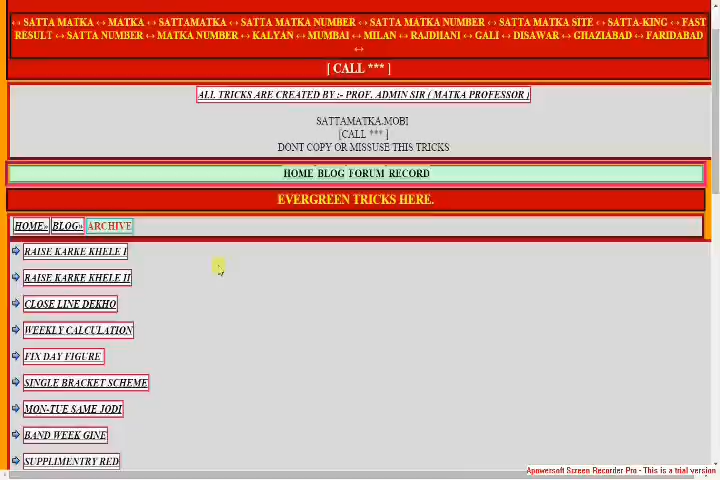 ↔ SATTA MATKA ↔ MATKA ↔ SATTAMATKA ↔ SATTA MATKA NUMBER ↔ SATTA MATKA NUMBER ↔ SATTA MATKA SITE ↔ SATTA-KING ↔ FAST
RESULT ↔ SATTA NUMBER ↔ MATKA NUMBER ↔ KALYAN ↔ MUMBAI ↔ MILAN ↔ RAJDHANI ↔ GALI ↔ DISAWAR ↔ GHAZIABAD ↔ FARIDABAD
↔
[ CALL *** ]
ALL TRICKS ARE CREATED BY :- PROF. ADMIN SIR ( MATKA PROFESSOR )
SATTAMATKA.MOBI
[CALL *** ]
DONT COPY OR MISSUSE THIS TRICKS
HOME BLOG FORUM RECORD
EVERGREEN TRICKS HERE.
HOME» BLOG» ARCHIVE
RAISE KARKE KHELE I
RAISE KARKE KHELE II
CLOSE LINE DEKHO
WEEKLY CALCULATION
FIX DAY FIGURE
SINGLE BRACKET SCHEME
MON-TUE SAME JODI
BAND WEEK GINE
SUPPLIMENTRY RED
Apowersoft Screen Recorder Pro - This is a trial version